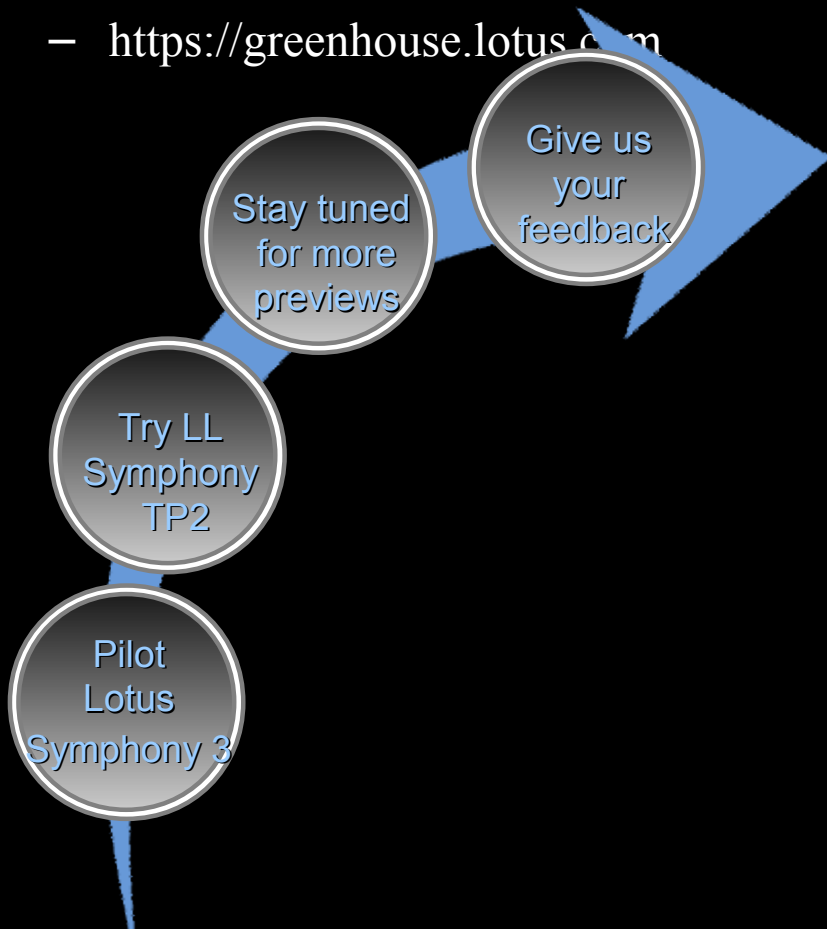 – https://greenhouse.lotus.com
Give us
your
feedback
Stay tuned
for more
previews
Try LL
Symphony
TP2
Pilot
Lotus
Symphony 3